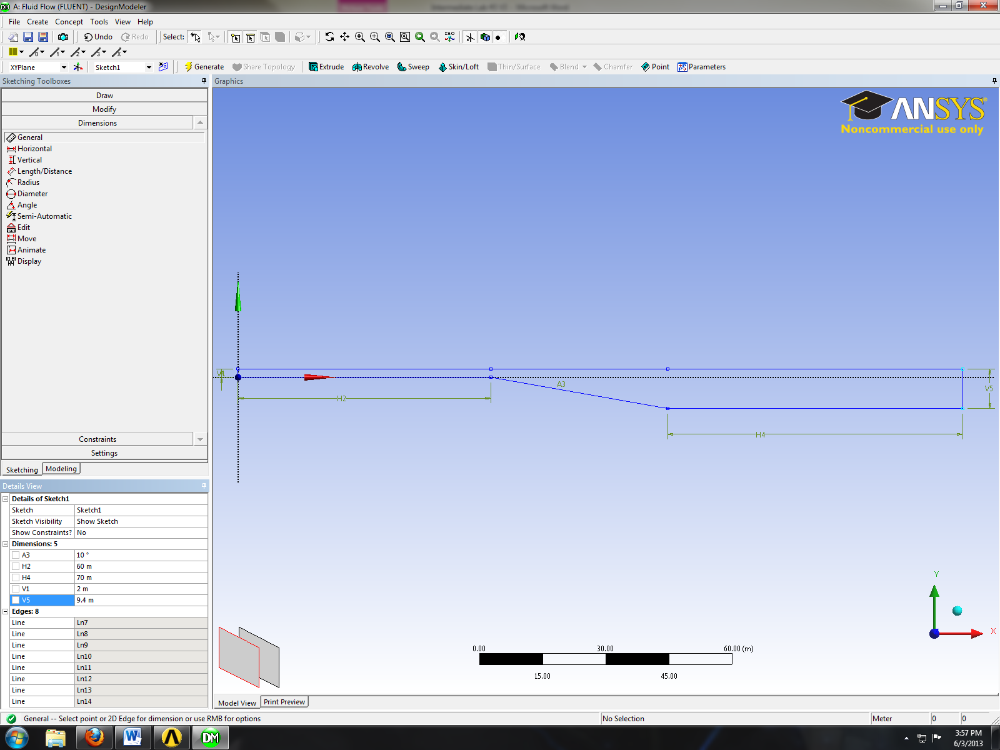 A: Fluid Flow (FLUENT) - DesignModeler
File Create Concept Tools View Help
Undo Redo Select: ISO
XYPlane Sketch1 Generate Share Topology Extrude Revolve Sweep Skin/Loft Thin/Surface Blend Chamfer Point Parameters
Sketching Toolboxes
Graphics
Draw
Modify
Dimensions
General
Horizontal
Vertical
Length/Distance
Radius
Diameter
Angle
Semi-Automatic
Edit
Move
Animate
Display
Constraints
Settings
Sketching Modeling
ANSYS
Noncommercial use only
V1
H2
A3
V5
H4
Y
X
0.00 30.00 60.00 (m)
15.00 45.00
Details View
Details of Sketch1
Sketch Sketch1
Sketch Visibility Show Sketch
Show Constraints? No
Dimensions: 5
A3 10 °
H2 60 m
H4 70 m
V1 2 m
V5 9.4 m
Edges: 8
Line Ln7
Line Ln8
Line Ln9
Line Ln10
Line Ln11
Line Ln12
Line Ln13
Line Ln14
Model View Print Preview
General -- Select point or 2D Edge for dimension or use RMB for options No Selection Meter 0 0
DM
3:57 PM
6/3/2013